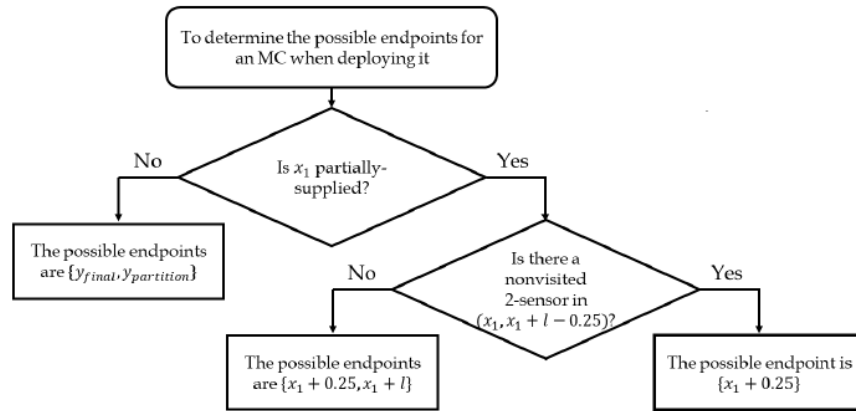 To determine the possible endpoints for
an MC when deploying it
No
Is x₁ partially-
supplied?
Yes
The possible endpoints
are {y_final, y_partition}
No
Is there a
nonvisited
2-sensor in
(x₁, x₁ + l − 0.25)?
Yes
The possible endpoints
are {x₁ + 0.25, x₁ + l}
The possible endpoint is
{x₁ + 0.25}